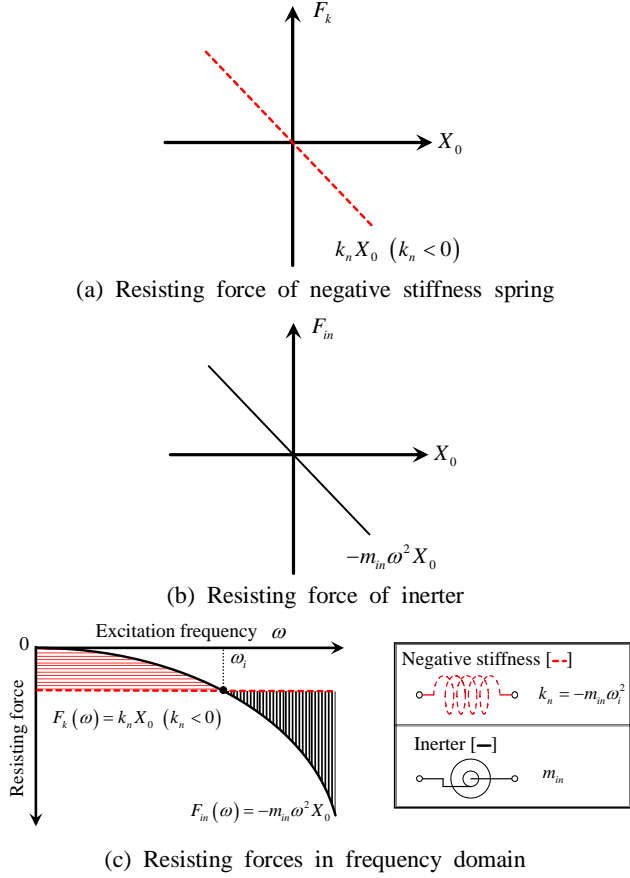 F_k
X_0
k_n X_0 (k_n < 0)
(a) Resisting force of negative stiffness spring
F_in
X_0
−m_in ω² X_0
(b) Resisting force of inerter
0
Excitation frequency ω
ω_i
Resisting force
F_k(ω) = k_n X_0 (k_n < 0)
F_in(ω) = −m_in ω² X_0
Negative stiffness [--]
k_n = −m_in ω_i²
Inerter [—]
m_in
(c) Resisting forces in frequency domain